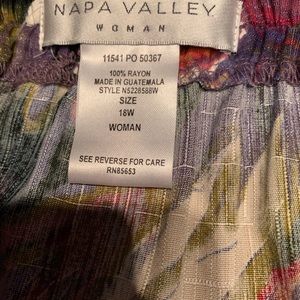 NAPA VALLEY
WOMAN
11541 PO 50367
100% RAYON
MADE IN GUATEMALA
STYLE N5228588W
SIZE
18W
WOMAN
SEE REVERSE FOR CARE
RN85653